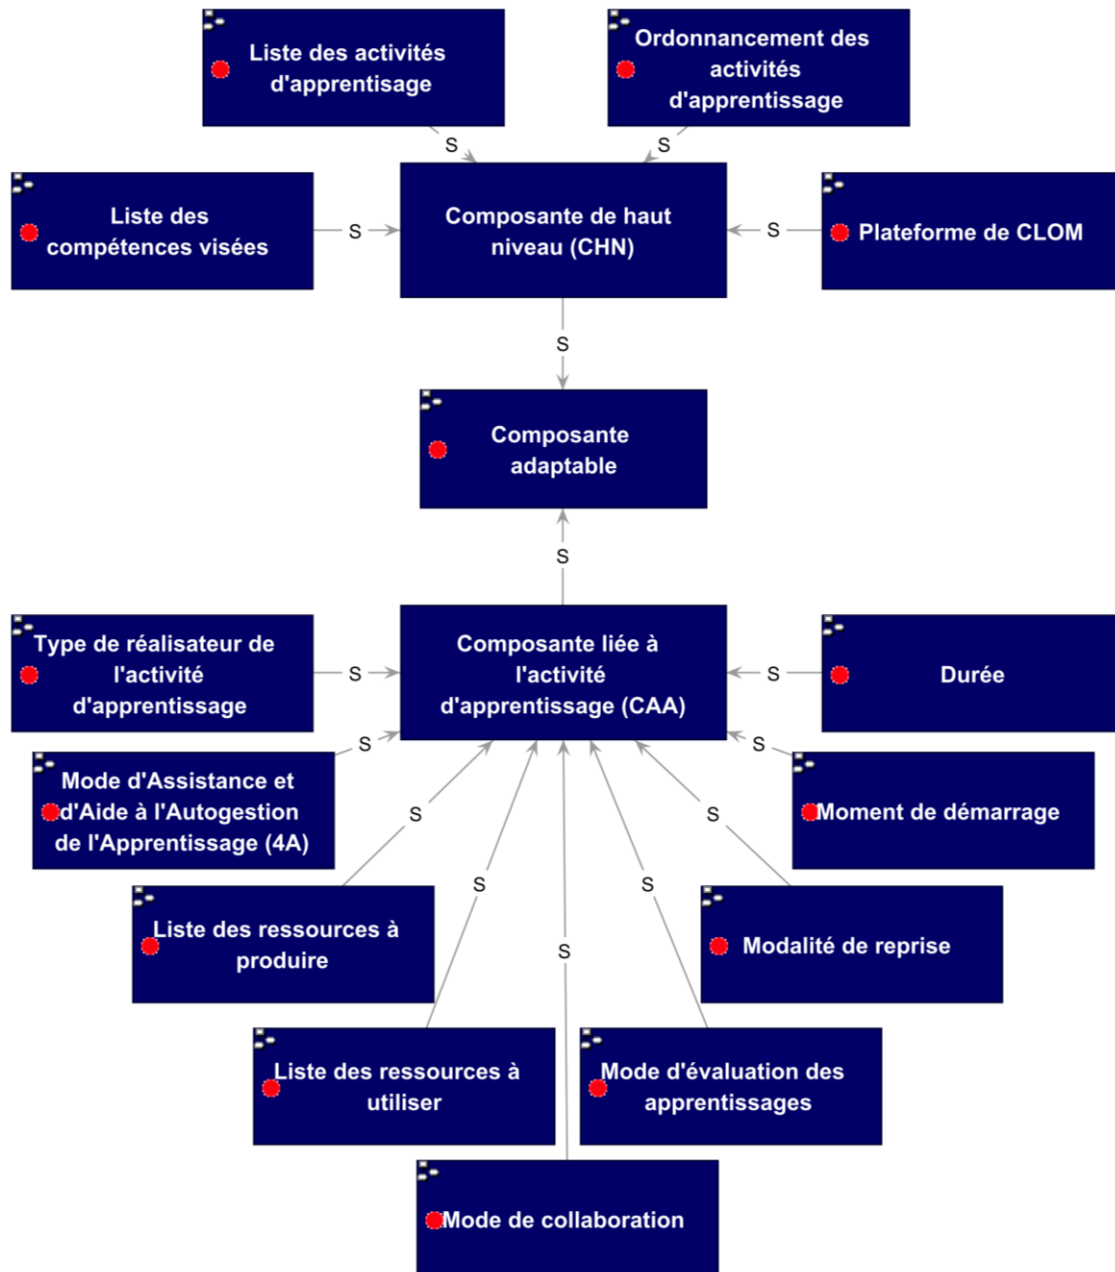 Liste des activités
d'apprentisage
Ordonnancement des
activités
d'apprentissage
S
S
Liste des
compétences visées
S
Composante de haut
niveau (CHN)
S
Plateforme de CLOM
S
Composante
adaptable
S
Type de réalisateur de
l'activité
d'apprentissage
S
Composante liée à
l'activité
d'apprentissage (CAA)
S
Durée
S
S
Mode d'Assistance et
d'Aide à l'Autogestion
de l'Apprentissage (4A)
Moment de démarrage
S
S
S
S
S
Liste des ressources à
produire
Modalité de reprise
Liste des ressources à
utiliser
Mode d'évaluation des
apprentissages
Mode de collaboration